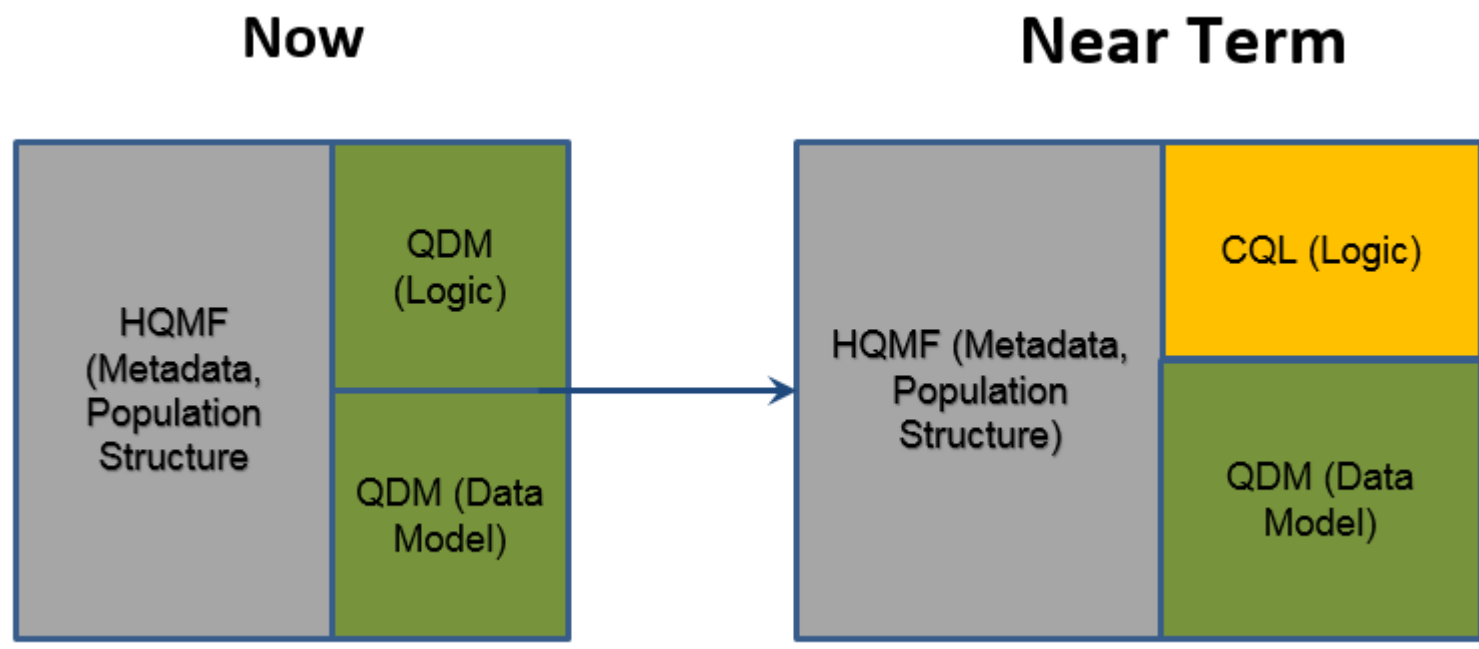 Now
Near Term
HQMF
(Metadata,
Population
Structure
QDM
(Logic)
QDM (Data
Model)
HQMF (Metadata,
Population
Structure)
CQL (Logic)
QDM (Data
Model)